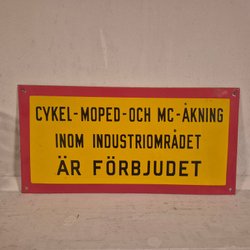 CYKEL-MOPED-OCH MC-ÅKNING
INOM INDUSTRIOMRÅDET
ÄR FÖRBJUDET